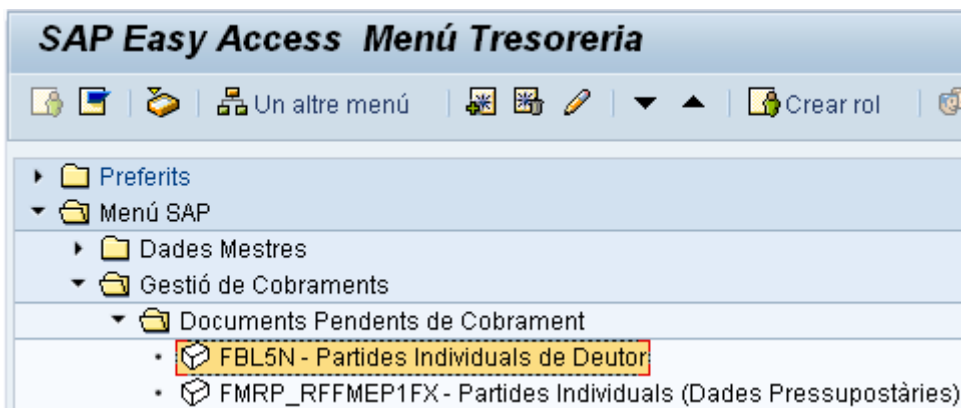 SAP Easy Access Menú Tresoreria
Un altre menú Crear rol
Preferits
Menú SAP
Dades Mestres
Gestió de Cobraments
Documents Pendents de Cobrament
FBL5N - Partides Individuals de Deutor
FMRP_RFFMEP1FX - Partides Individuals (Dades Pressupostàries)